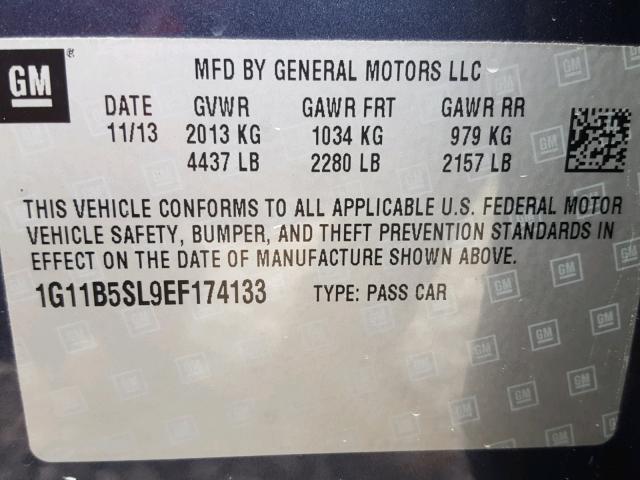 GM
MFD BY GENERAL MOTORS LLC
DATE GVWR GAWR FRT GAWR RR
11/13 2013 KG 1034 KG 979 KG
4437 LB 2280 LB 2157 LB
THIS VEHICLE CONFORMS TO ALL APPLICABLE U.S. FEDERAL MOTOR
VEHICLE SAFETY, BUMPER, AND THEFT PREVENTION STANDARDS IN
EFFECT ON THE DATE OF MANUFACTURE SHOWN ABOVE.
1G11B5SL9EF174133 TYPE: PASS CAR